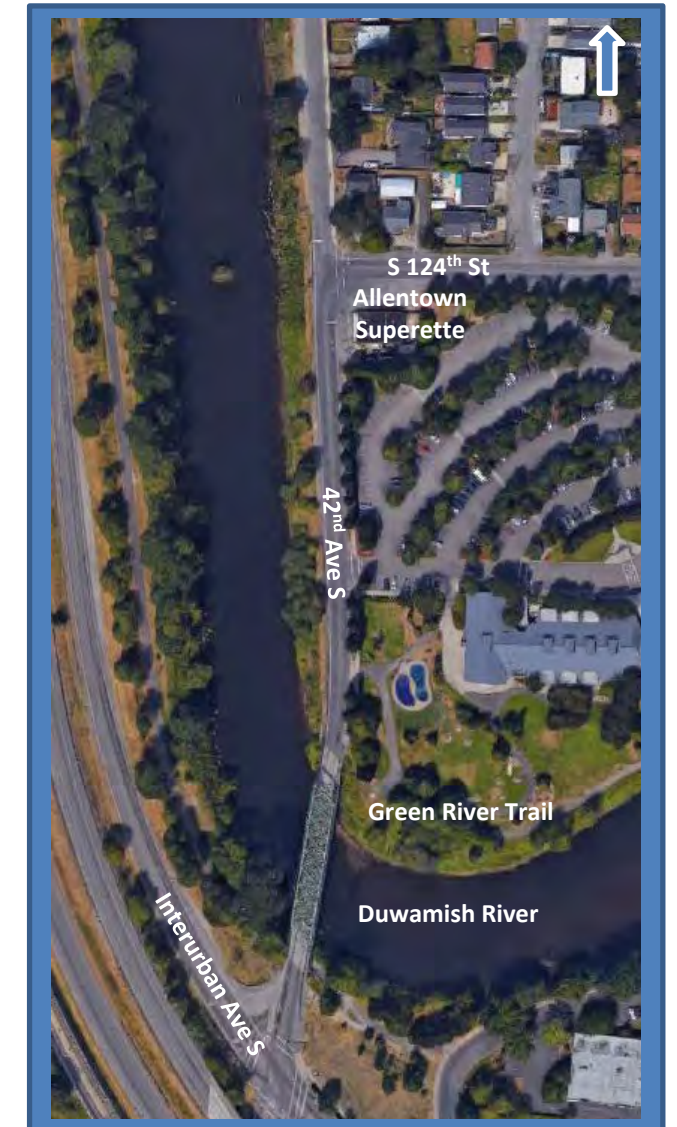 S 124th St
Allentown
Superette
42nd Ave S
Green River Trail
Duwamish River
Interurban Ave S